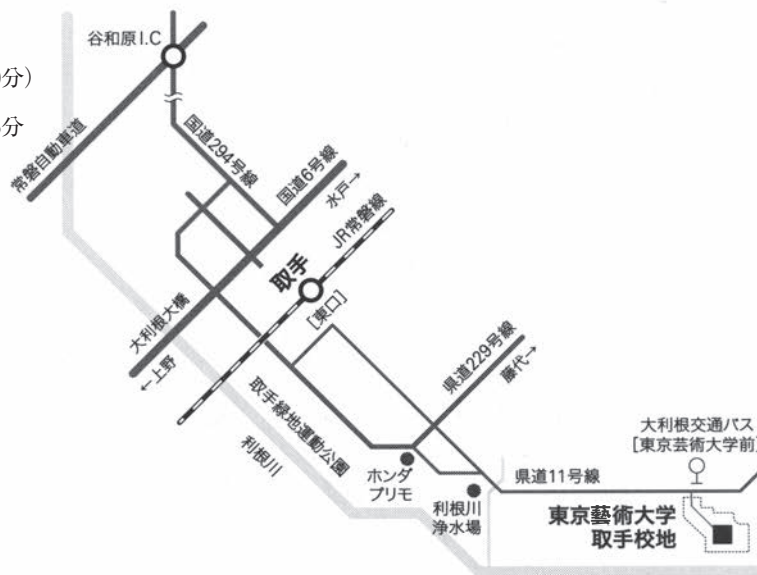 谷和原I.C
分）
分
常磐自動車道
国道294号線
国道6号線
水戸→
JR常磐線
取手
[東口]
大利根大橋
←上野
県道229号線
藤代→
取手緑地運動公園
利根川
ホンダ
プリモ
利根川
浄水場
県道11号線
大利根交通バス
[東京芸術大学前]
東京藝術大学
取手校地